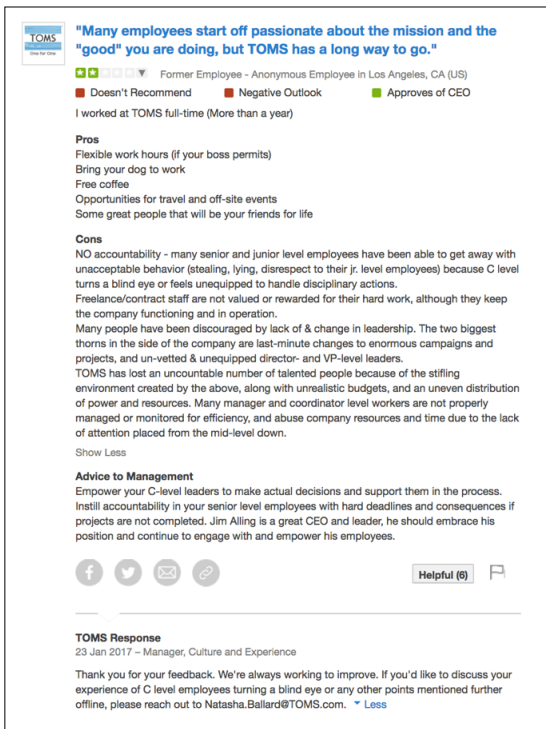 TOMS
One for One
"Many employees start off passionate about the mission and the
"good" you are doing, but TOMS has a long way to go."
Former Employee - Anonymous Employee in Los Angeles, CA (US)
Doesn't Recommend Negative Outlook Approves of CEO
I worked at TOMS full-time (More than a year)
Pros
Flexible work hours (if your boss permits)
Bring your dog to work
Free coffee
Opportunities for travel and off-site events
Some great people that will be your friends for life
Cons
NO accountability - many senior and junior level employees have been able to get away with
unacceptable behavior (stealing, lying, disrespect to their jr. level employees) because C level
turns a blind eye or feels unequipped to handle disciplinary actions.
Freelance/contract staff are not valued or rewarded for their hard work, although they keep
the company functioning and in operation.
Many people have been discouraged by lack of & change in leadership. The two biggest
thorns in the side of the company are last-minute changes to enormous campaigns and
projects, and un-vetted & unequipped director- and VP-level leaders.
TOMS has lost an uncountable number of talented people because of the stifling
environment created by the above, along with unrealistic budgets, and an uneven distribution
of power and resources. Many manager and coordinator level workers are not properly
managed or monitored for efficiency, and abuse company resources and time due to the lack
of attention placed from the mid-level down.
Show Less
Advice to Management
Empower your C-level leaders to make actual decisions and support them in the process.
Instill accountability in your senior level employees with hard deadlines and consequences if
projects are not completed. Jim Alling is a great CEO and leader, he should embrace his
position and continue to engage with and empower his employees.
Helpful (6)
TOMS Response
23 Jan 2017 – Manager, Culture and Experience
Thank you for your feedback. We're always working to improve. If you'd like to discuss your
experience of C level employees turning a blind eye or any other points mentioned further
offline, please reach out to Natasha.Ballard@TOMS.com. Less